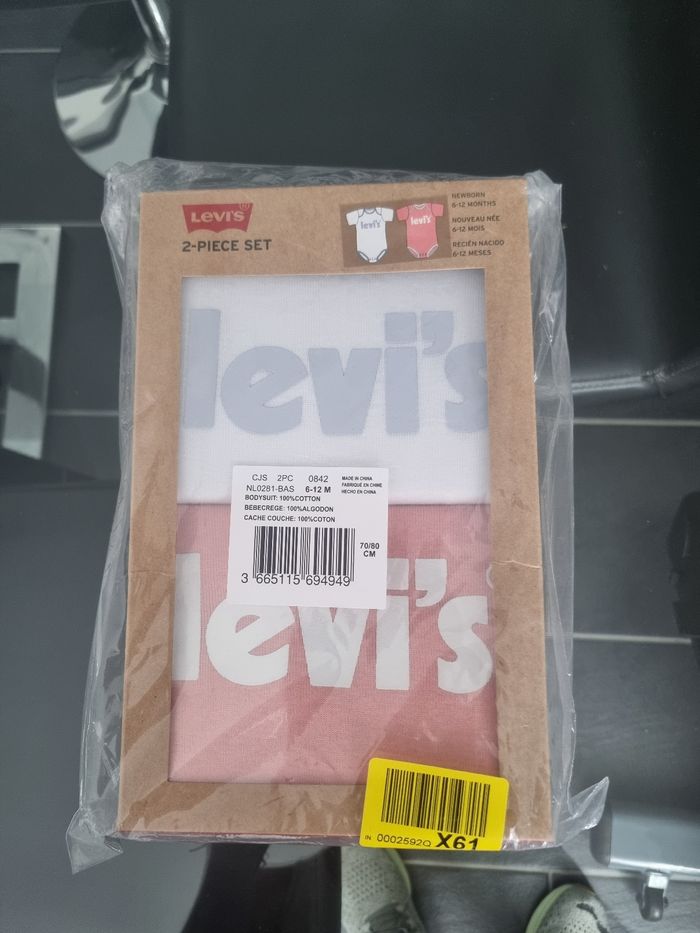 Levi's
2-PIECE SET
levi's
levi's
NEWBORN
6-12 MONTHS
NOUVEAU NÉE
6-12 MOIS
RECIÉN NACIDO
6-12 MESES
levi's
CJS 2PC 0842
NL0281-BAS 6-12 M
MADE IN CHINA
FABRIQUÉ EN CHINE
HECHO EN CHINA
BODYSUIT: 100%COTTON
BEBECREGE: 100%ALGODON
CACHE COUCHE: 100%COTON
70/80
CM
3 665115 694949
levi's
IN 0002592Q X61